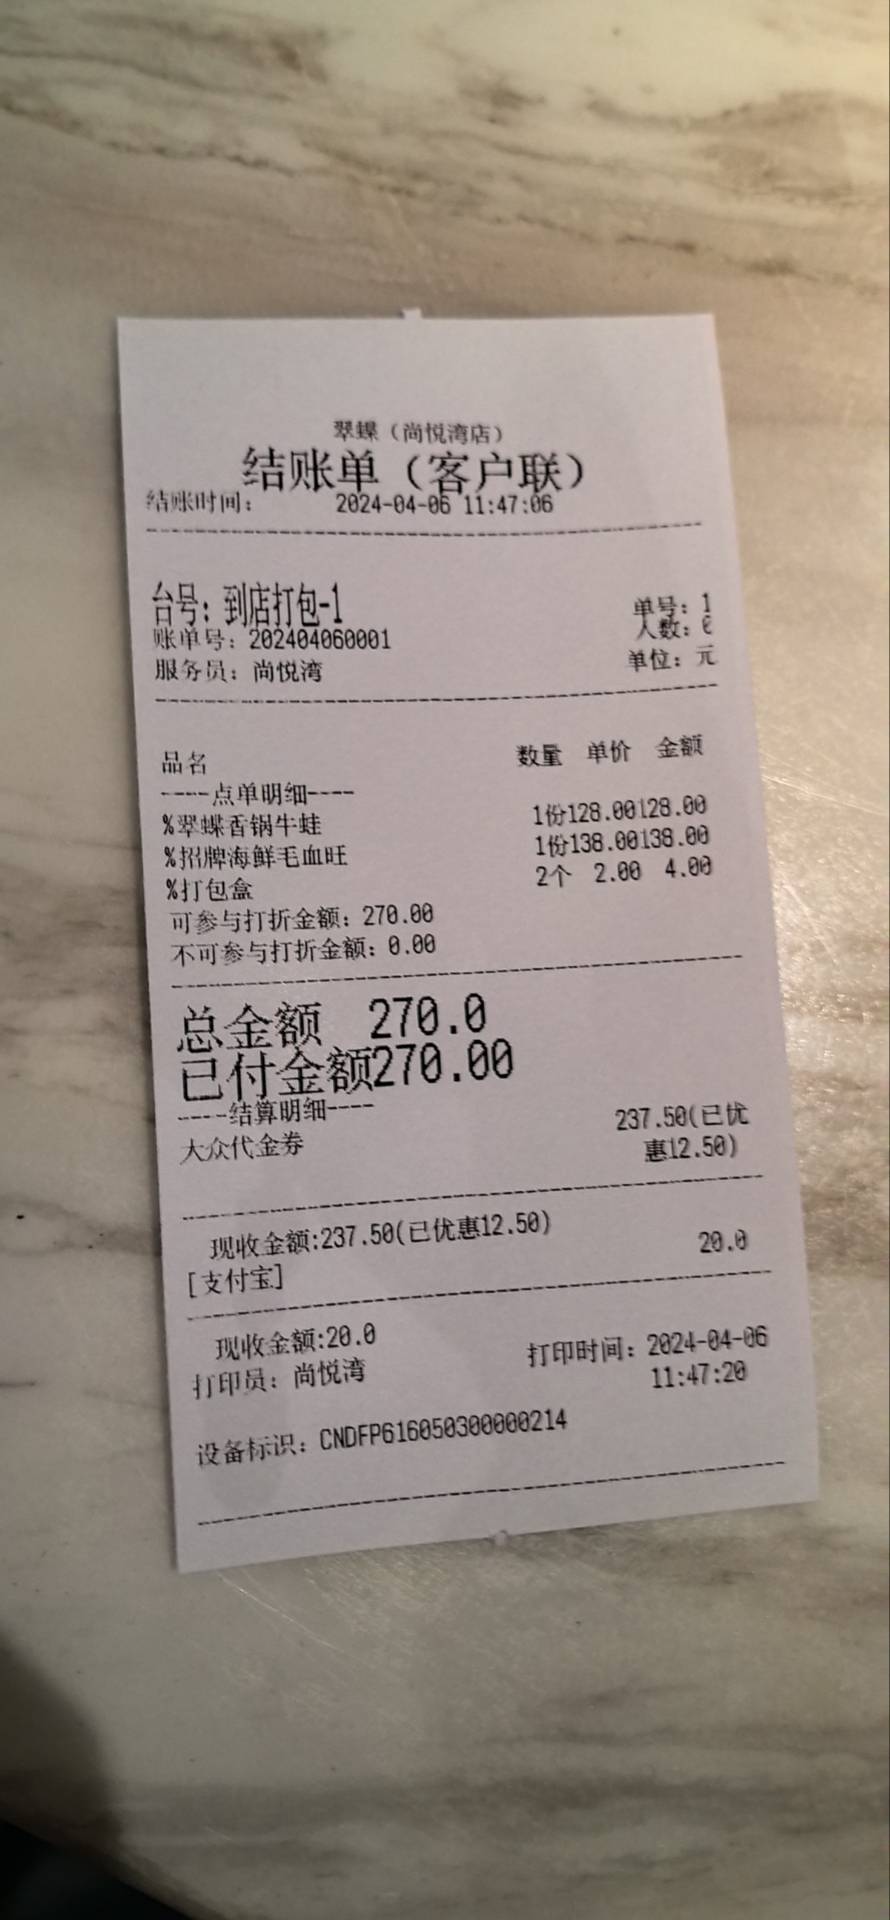 翠蝶（尚悦湾店）
结账单（客户联）
结账时间： 2024-04-06 11:47:06
台号：到店打包-1 单号：1
账单号：202404060001 人数：
服务员：尚悦湾 单位：元
品名 数量 单价 金额
----点单明细----
%翠蝶香锅牛蛙 1份128.00128.00
%招牌海鲜毛血旺 1份138.00138.00
%打包盒 2个 2.00 4.00
可参与打折金额：270.00
不可参与打折金额：0.00
总金额 270.0
已付金额270.00
----结算明细----
大众代金券 237.50(已优
惠12.50)
现收金额:237.50(已优惠12.50)
[支付宝] 20.0
现收金额:20.0
打印员：尚悦湾 打印时间：2024-04-06
11:47:20
设备标识：CNDFP616050300000214